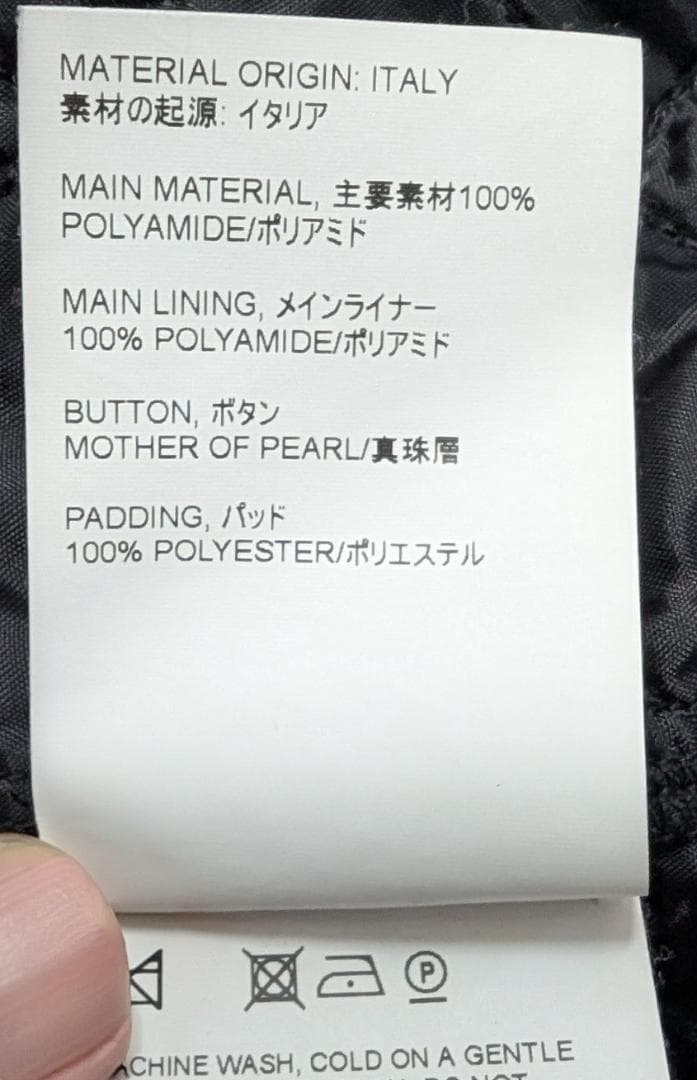 MATERIAL ORIGIN: ITALY
素材の起源: イタリア
MAIN MATERIAL, 主要素材100%
POLYAMIDE/ポリアミド
MAIN LINING, メインライナー
100% POLYAMIDE/ポリアミド
BUTTON, ボタン
MOTHER OF PEARL/真珠層
PADDING, パッド
100% POLYESTER/ポリエステル
P
WASH, COLD ON A GENTLE